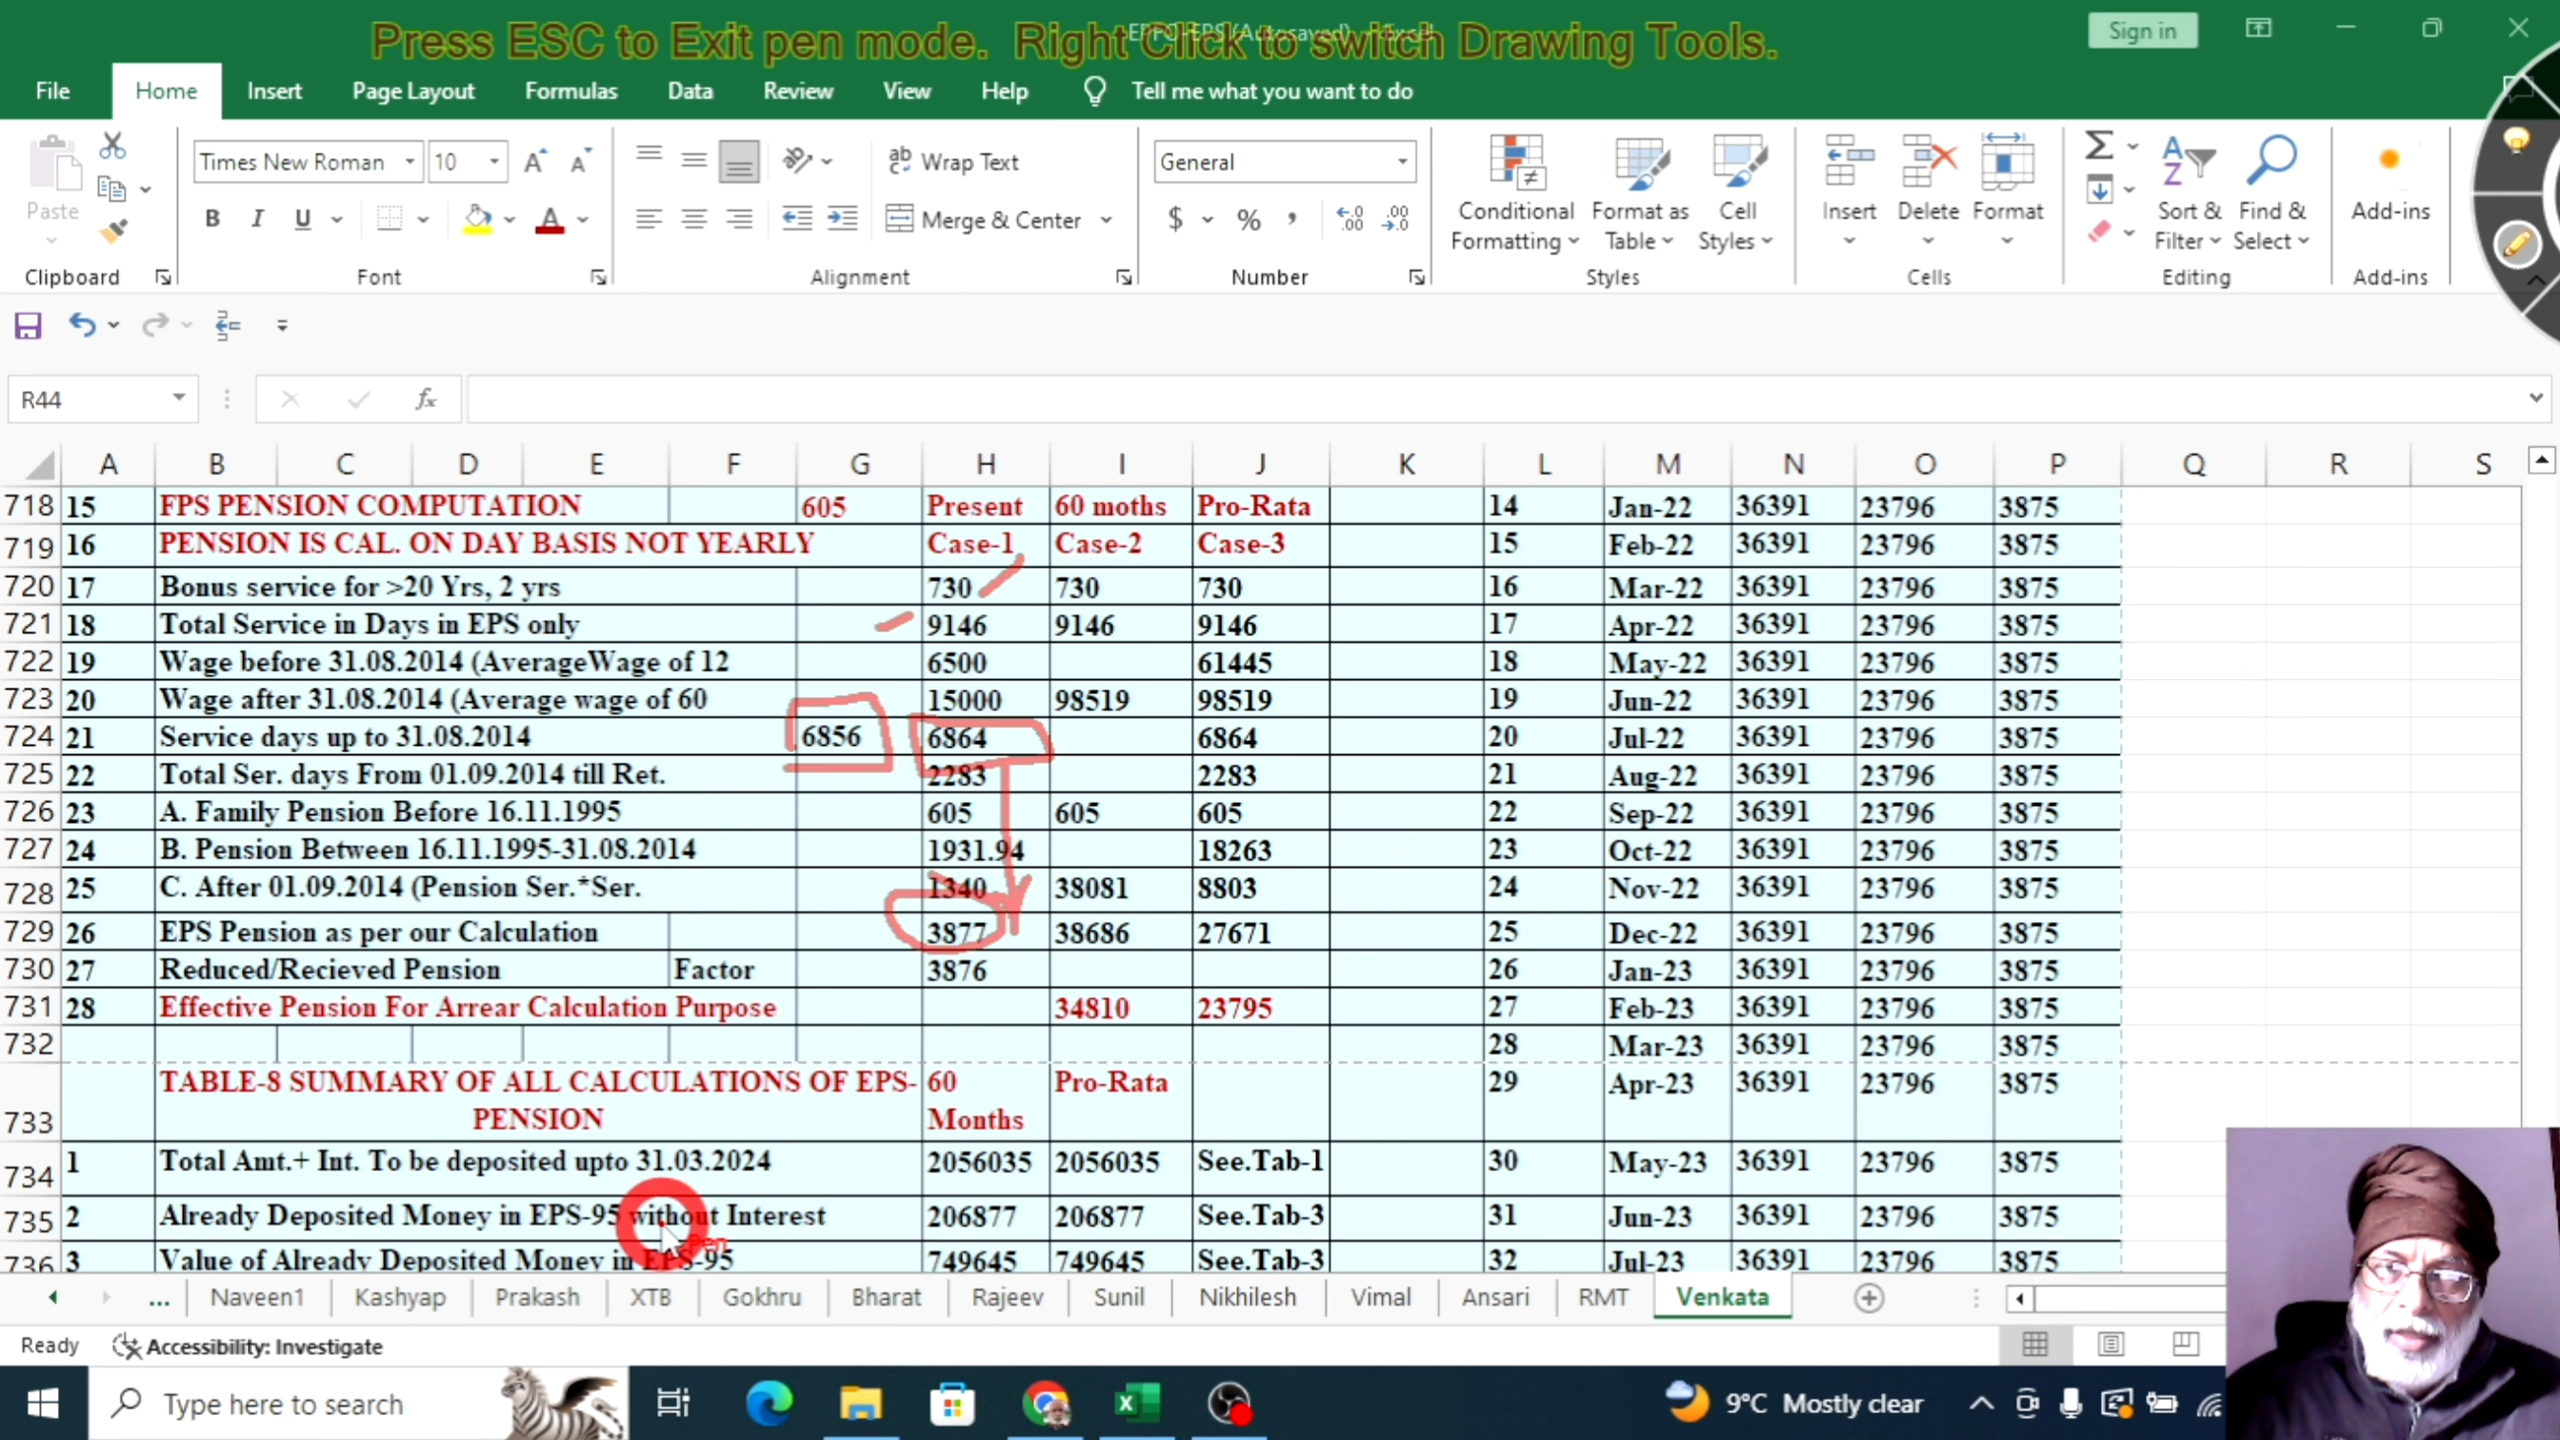 Press ESC to Exit pen mode. Right Click to switch Drawing Tools.
Sign in
File Home Insert Page Layout Formulas Data Review View Help Tell me what you want to do
Paste
Times New Roman 10
Wrap Text
General
B I U
Merge & Center
$ % ,
Conditional Formatting
Format as Table
Cell Styles
Insert Delete Format
Sort & Filter
Find & Select
Add-ins
Clipboard Font Alignment Number Styles Cells Editing Add-ins
R44 fx
A B C D E F G H I J K L M N O P Q R S
718 15 FPS PENSION COMPUTATION 605 Present 60 moths Pro-Rata 14 Jan-22 36391 23796 3875
719 16 PENSION IS CAL. ON DAY BASIS NOT YEARLY Case-1 Case-2 Case-3 15 Feb-22 36391 23796 3875
720 17 Bonus service for >20 Yrs, 2 yrs 730 730 730 16 Mar-22 36391 23796 3875
721 18 Total Service in Days in EPS only 9146 9146 9146 17 Apr-22 36391 23796 3875
722 19 Wage before 31.08.2014 (AverageWage of 12 6500 61445 18 May-22 36391 23796 3875
723 20 Wage after 31.08.2014 (Average wage of 60 15000 98519 98519 19 Jun-22 36391 23796 3875
724 21 Service days up to 31.08.2014 6856 6864 6864 20 Jul-22 36391 23796 3875
725 22 Total Ser. days From 01.09.2014 till Ret. 2283 2283 21 Aug-22 36391 23796 3875
726 23 A. Family Pension Before 16.11.1995 605 605 605 22 Sep-22 36391 23796 3875
727 24 B. Pension Between 16.11.1995-31.08.2014 1931.94 18263 23 Oct-22 36391 23796 3875
728 25 C. After 01.09.2014 (Pension Ser.*Ser. 1340 38081 8803 24 Nov-22 36391 23796 3875
729 26 EPS Pension as per our Calculation 3877 38686 27671 25 Dec-22 36391 23796 3875
730 27 Reduced/Recieved Pension Factor 3876 26 Jan-23 36391 23796 3875
731 28 Effective Pension For Arrear Calculation Purpose 34810 23795 27 Feb-23 36391 23796 3875
732 28 Mar-23 36391 23796 3875
733 TABLE-8 SUMMARY OF ALL CALCULATIONS OF EPS-PENSION 60 Months Pro-Rata 29 Apr-23 36391 23796 3875
734 1 Total Amt.+ Int. To be deposited upto 31.03.2024 2056035 2056035 See.Tab-1 30 May-23 36391 23796 3875
735 2 Already Deposited Money in EPS-95 without Interest 206877 206877 See.Tab-3 31 Jun-23 36391 23796 3875
Pen
736 3 Value of Already Deposited Money in EPS-95 749645 749645 See.Tab-3 32 Jul-23 36391 23796 3875
... Naveen1 Kashyap Prakash XTB Gokhru Bharat Rajeev Sunil Nikhilesh Vimal Ansari RMT Venkata
Ready Accessibility: Investigate
Type here to search
9°C Mostly clear